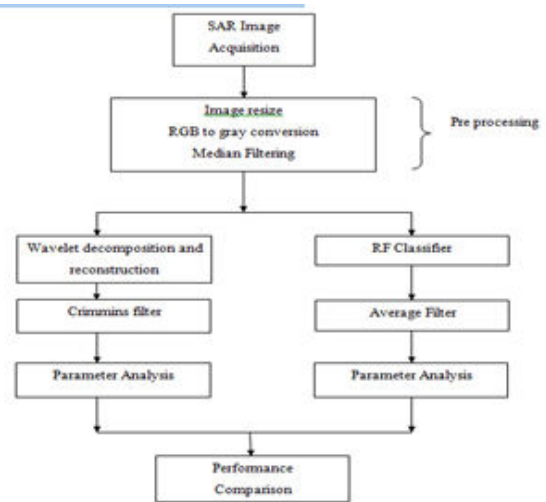 SAR Image
Acquisition
Image resize
RGB to gray conversion
Median Filtering
Pre processing
Wavelet decomposition and
reconstruction
RF Classifier
Crimmins filter
Average Filter
Parameter Analysis
Parameter Analysis
Performance
Comparison